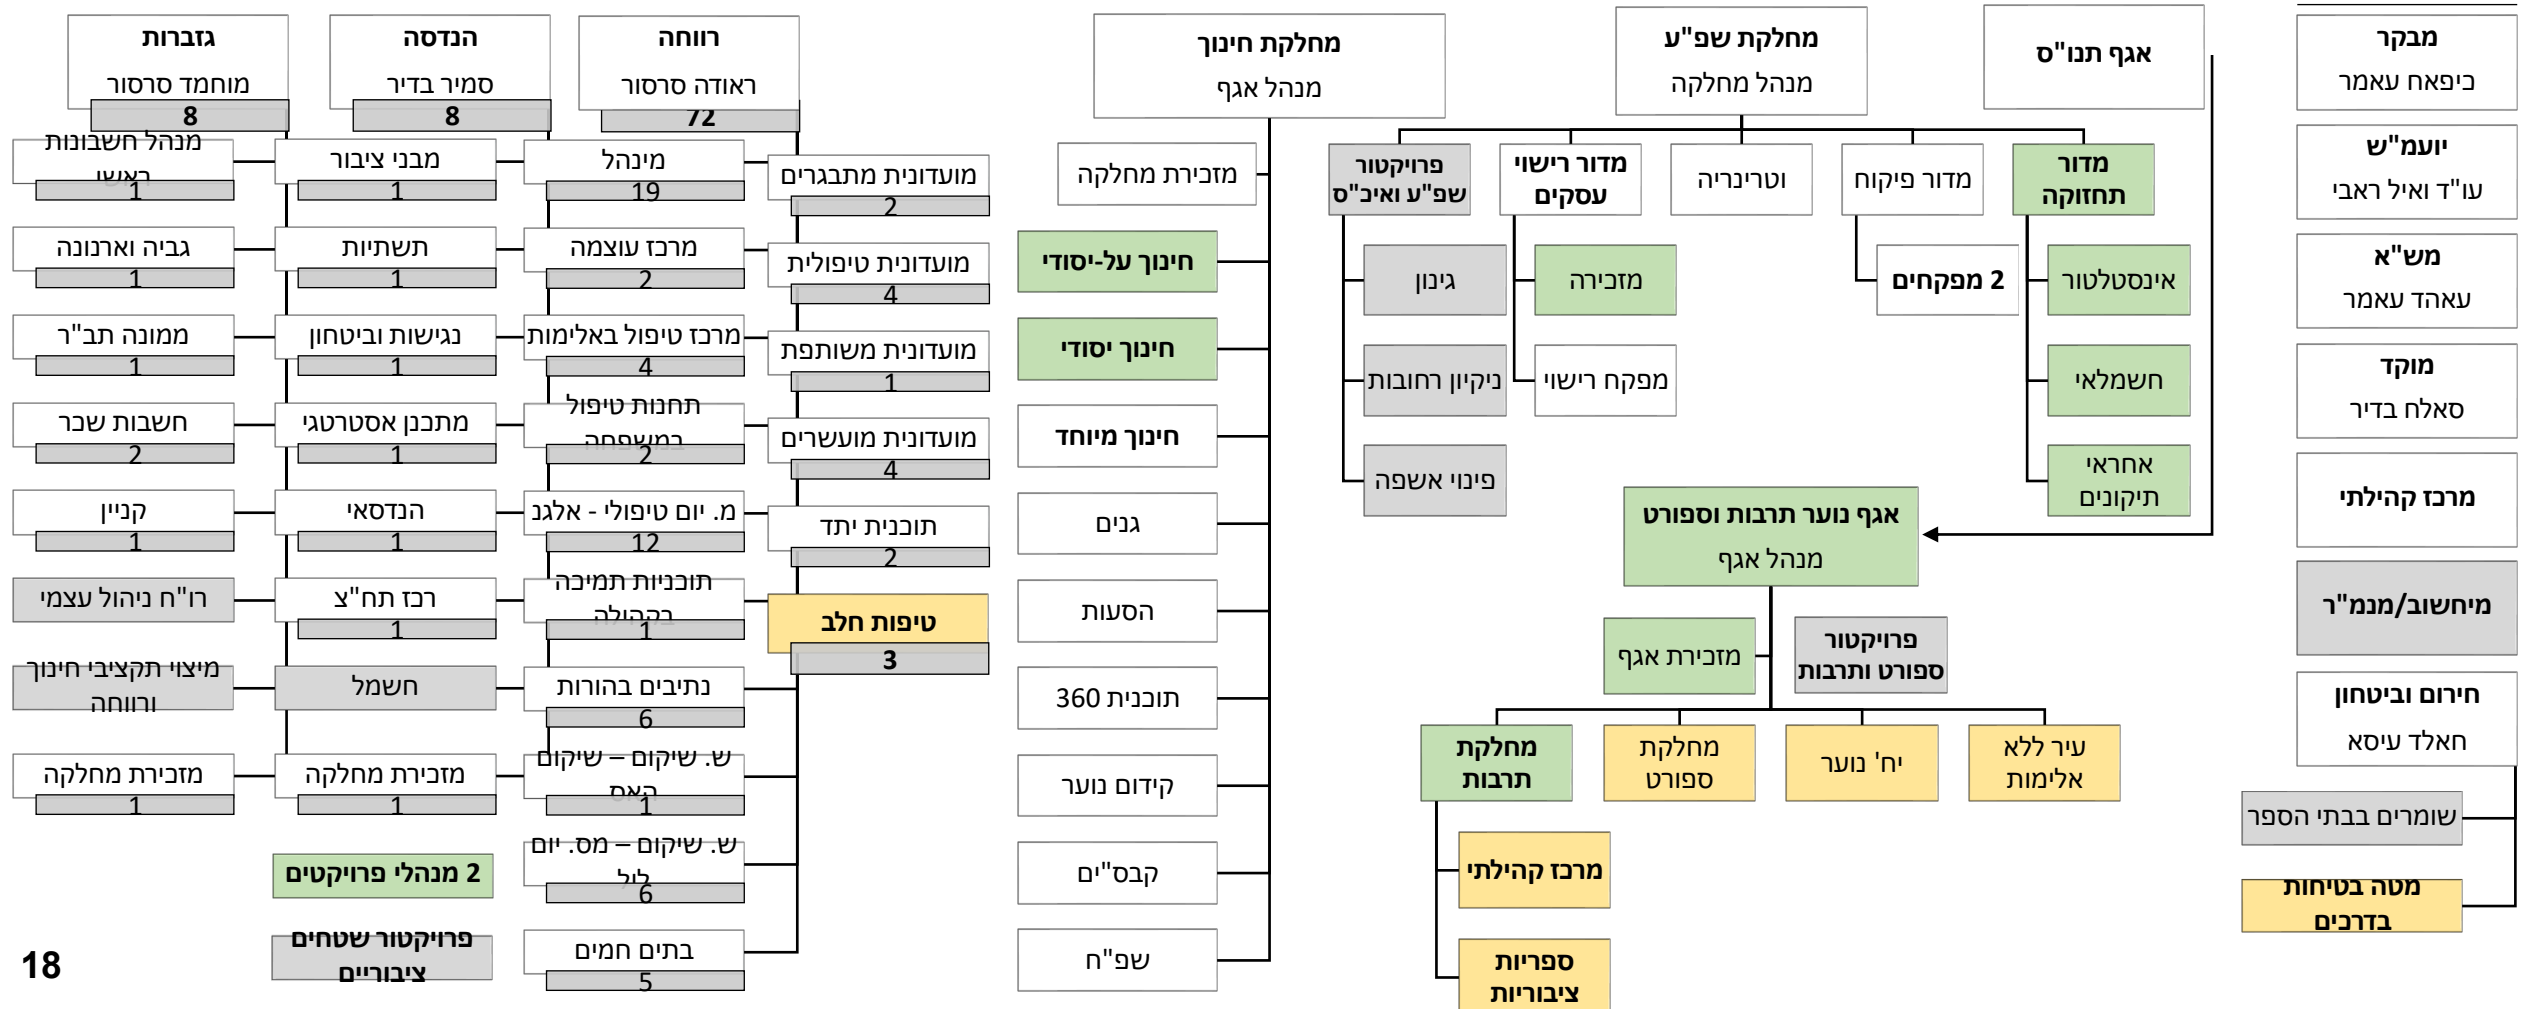 מבקר
כיפאח עאמר
יועמ"ש
עו"ד ואיל ראבי
מש"א
עאהד עאמר
מוקד
סאלח בדיר
מרכז קהילתי
מיחשוב/מנמ"ר
חירום וביטחון
חאלד עיסא
שומרים בבתי הספר
מטה בטיחות
בדרכים
אגף תנו"ס
מחלקת שפ"ע
מנהל מחלקה
מדור
תחזוקה
אינסטלטור
חשמלאי
אחראי
תיקונים
מדור פיקוח
2 מפקחים
וטרינריה
מדור רישוי
עסקים
מזכירה
מפקח רישוי
פרויקטור
שפ"ע ואיכ"ס
גינון
ניקיון רחובות
פינוי אשפה
אגף נוער תרבות וספורט
מנהל אגף
פרויקטור
ספורט ותרבות
מזכירת אגף
עיר ללא
אלימות
יח' נוער
מחלקת
ספורט
מחלקת
תרבות
מרכז קהילתי
ספריות
ציבוריות
מחלקת חינוך
מנהל אגף
מזכירת מחלקה
חינוך על-יסודי
חינוך יסודי
חינוך מיוחד
גנים
הסעות
תוכנית 360
קידום נוער
קבס"ים
שפ"ח
רווחה
ראודה סרסור
72
מועדונית מתבגרים
2
מועדונית טיפולית
4
מועדונית משותפת
1
מועדונית מועשרים
4
תוכנית יתד
2
טיפות חלב
3
מינהל
19
מרכז עוצמה
2
מרכז טיפול באלימות
4
תחנות טיפול
במשפחה
2
מ. יום טיפולי - אלגנ
12
תוכניות תמיכה
בקהילה
1
נתיבים בהורות
6
ש. שיקום – שיקום
האס
1
ש. שיקום – מס. יום
ליל
6
בתים חמים
5
הנדסה
סמיר בדיר
8
מבני ציבור
1
תשתיות
1
נגישות וביטחון
1
מתכנן אסטרטגי
1
הנדסאי
1
רכז תח"צ
1
חשמל
מזכירת מחלקה
1
2 מנהלי פרויקטים
פרויקטור שטחים
ציבוריים
גזברות
מוחמד סרסור
8
מנהל חשבונות
ראשי
1
גביה וארנונה
1
ממונה תב"ר
1
חשבות שכר
2
קניין
1
רו"ח ניהול עצמי
מיצוי תקציבי חינוך
ורווחה
מזכירת מחלקה
1
18